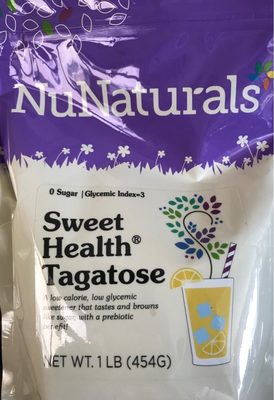 NuNaturals®
0 Sugar | Glycemic Index=3
Sweet
Health®
Tagatose
A low calorie, low glycemic
sweetener that tastes and browns
like sugar, with a prebiotic
benefit!
NET WT. 1 LB (454G)